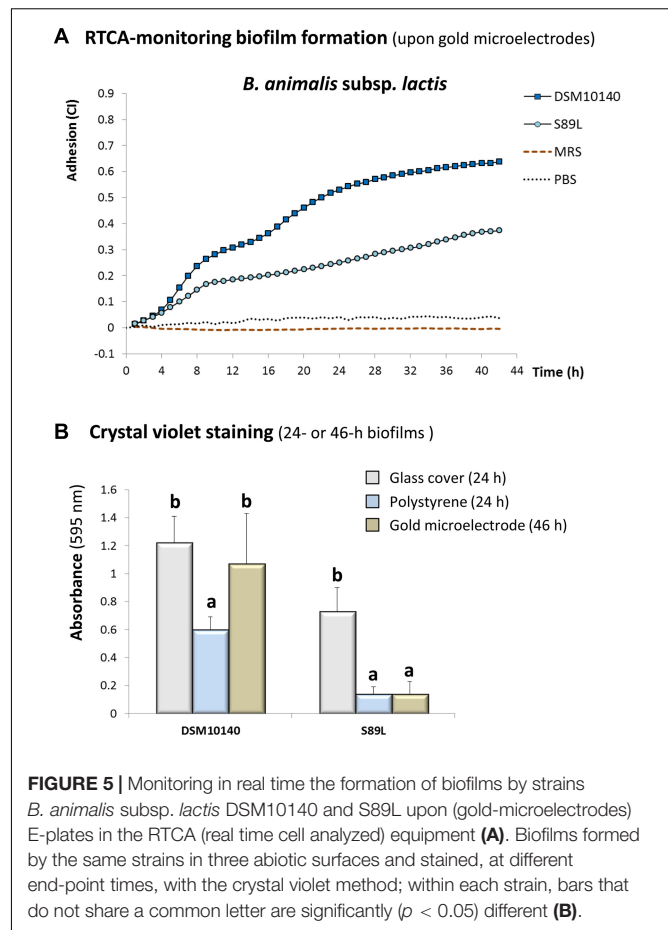 A RTCA-monitoring biofilm formation (upon gold microelectrodes)
B. animalis subsp. lactis
Adhesion (CI)
0.9
0.8
0.7
0.6
0.5
0.4
0.3
0.2
0.1
0
-0.1
0 4 8 12 16 20 24 28 32 36 40 44 Time (h)
DSM10140
S89L
MRS
PBS
B Crystal violet staining (24- or 46-h biofilms )
Glass cover (24 h)
Polystyrene (24 h)
Gold microelectrode (46 h)
Absorbance (595 nm)
1.6
1.4
1.2
1
0.8
0.6
0.4
0.2
0
b a b b a a
DSM10140 S89L
FIGURE 5 | Monitoring in real time the formation of biofilms by strains
B. animalis subsp. lactis DSM10140 and S89L upon (gold-microelectrodes)
E-plates in the RTCA (real time cell analyzed) equipment (A). Biofilms formed
by the same strains in three abiotic surfaces and stained, at different
end-point times, with the crystal violet method; within each strain, bars that
do not share a common letter are significantly (p < 0.05) different (B).